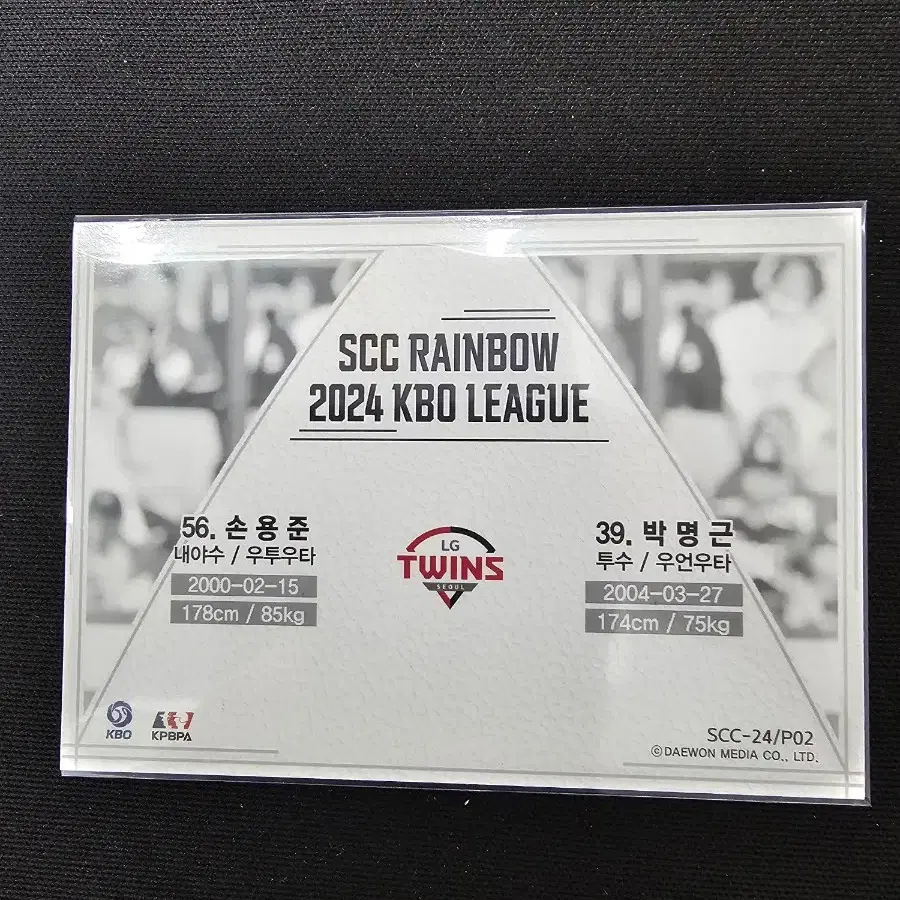 SCC RAINBOW
2024 KBO LEAGUE
56. 손용준
내야수 / 우투우타
2000-02-15
178cm / 85kg
LG
TWINS
SEOUL
39. 박명근
투수 / 우언우타
2004-03-27
174cm / 75kg
KBO
KPBPA
SCC-24/P02
©DAEWON MEDIA CO., LTD.